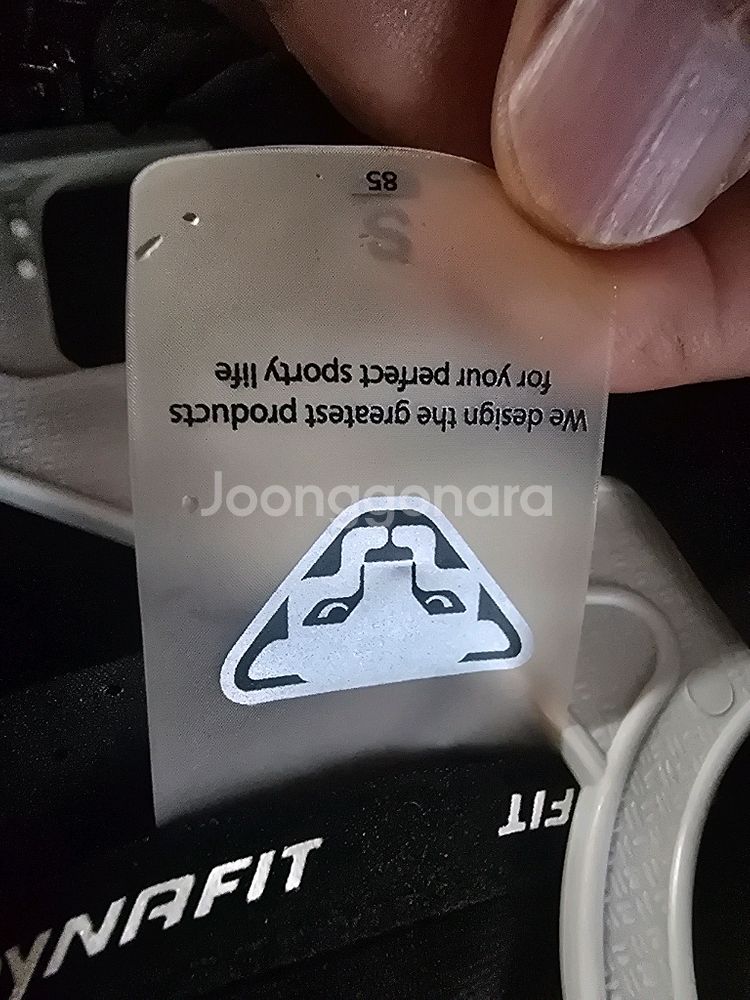 We design the greatest products
for your perfect sporty life
85
Joonggonara
DYNAFIT
FIT